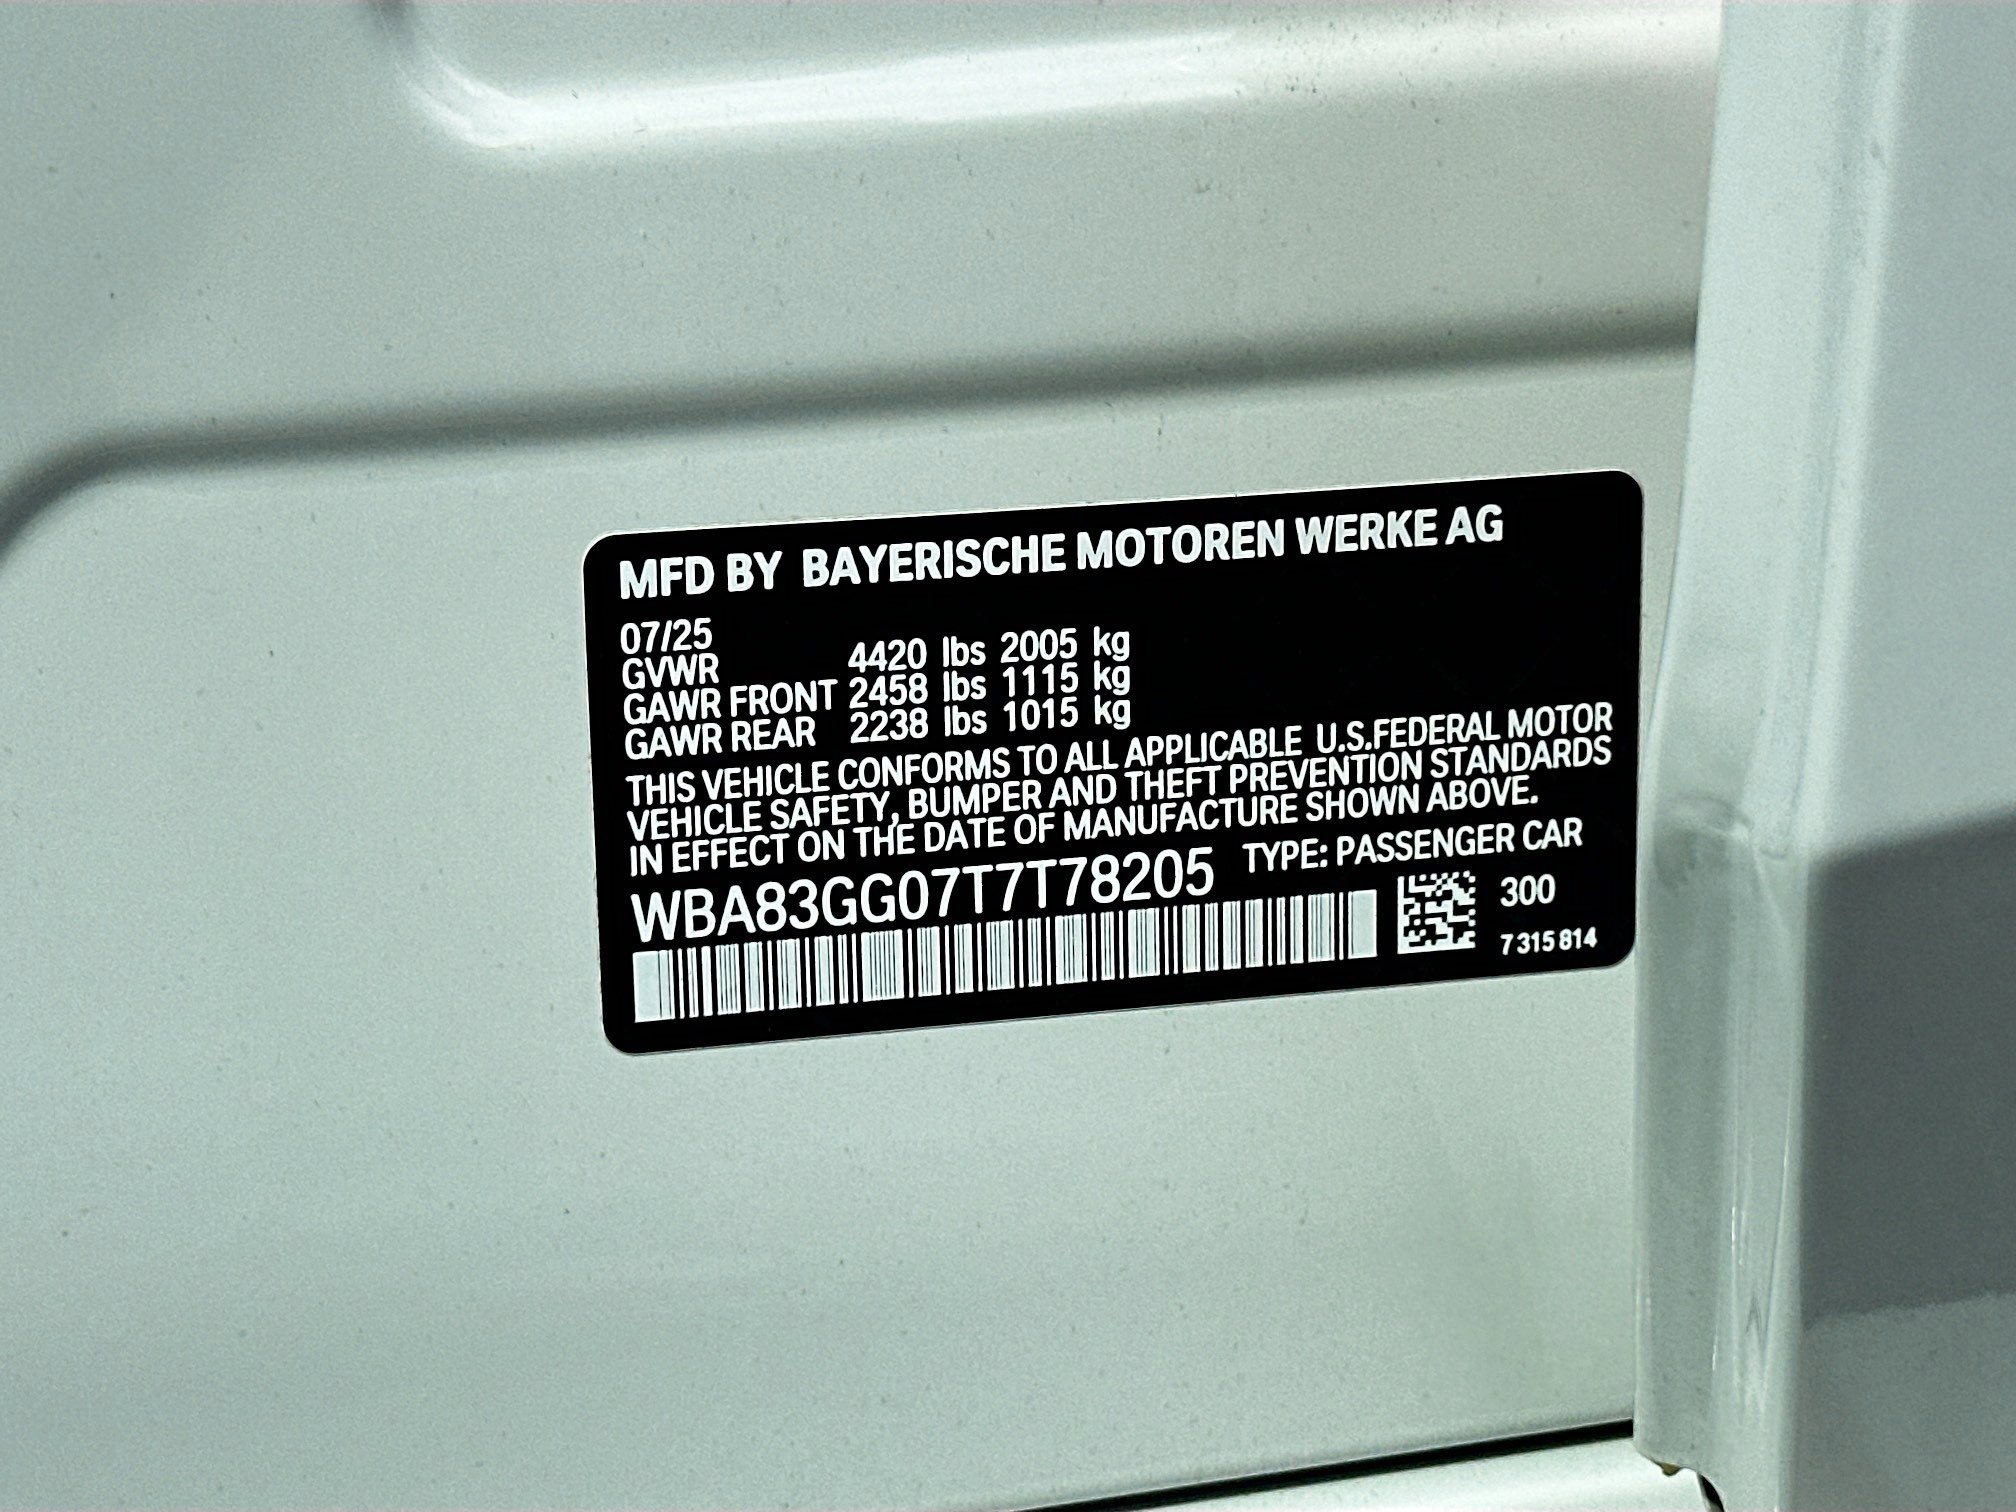 MFD BY BAYERISCHE MOTOREN WERKE AG
07/25
GVWR 4420 lbs 2005 kg
GAWR FRONT 2458 lbs 1115 kg
GAWR REAR 2238 lbs 1015 kg
THIS VEHICLE CONFORMS TO ALL APPLICABLE U.S.FEDERAL MOTOR
VEHICLE SAFETY, BUMPER AND THEFT PREVENTION STANDARDS
IN EFFECT ON THE DATE OF MANUFACTURE SHOWN ABOVE.
WBA83GG07T7T78205 TYPE: PASSENGER CAR
300
7 315 814